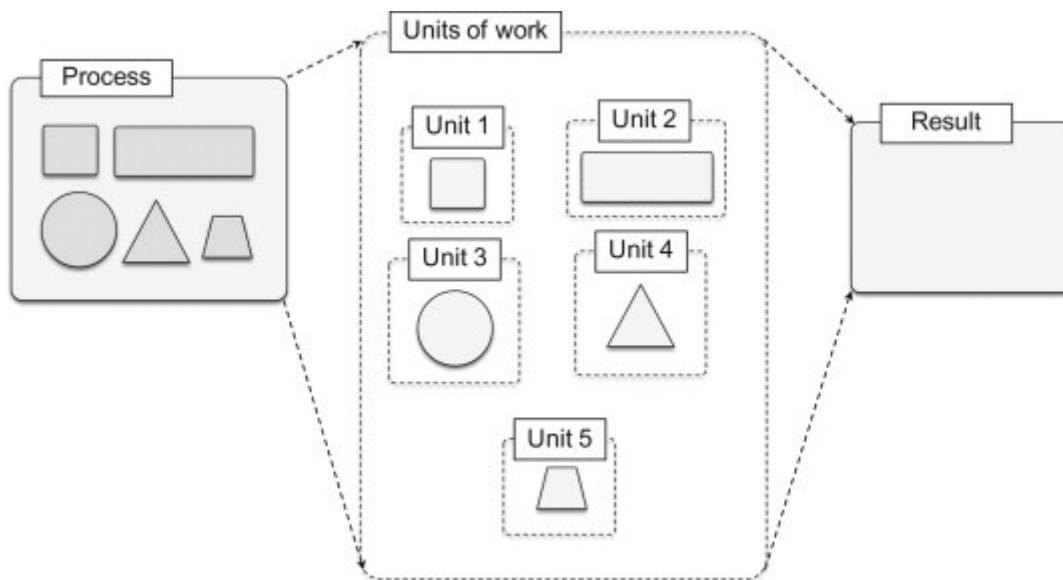 Units of work
Process
Result
Unit 1
Unit 2
Unit 3
Unit 4
Unit 5